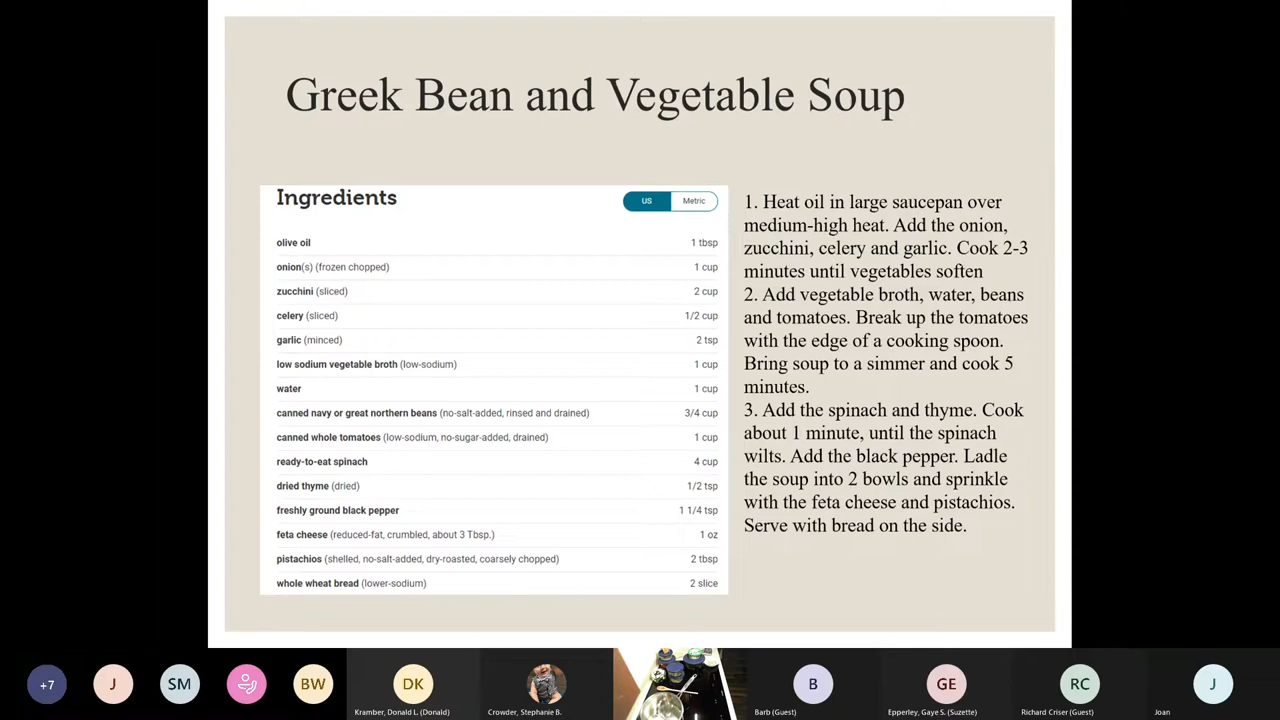 Greek Bean and Vegetable Soup
Ingredients
US Metric
olive oil 1 tbsp
onion(s) (frozen chopped) 1 cup
zucchini (sliced) 2 cup
celery (sliced) 1/2 cup
garlic (minced) 2 tsp
low sodium vegetable broth (low-sodium) 1 cup
water 1 cup
canned navy or great northern beans (no-salt-added, rinsed and drained) 3/4 cup
canned whole tomatoes (low-sodium, no-sugar-added, drained) 1 cup
ready-to-eat spinach 4 cup
dried thyme (dried) 1/2 tsp
freshly ground black pepper 1 1/4 tsp
feta cheese (reduced-fat, crumbled, about 3 Tbsp.) 1 oz
pistachios (shelled, no-salt-added, dry-roasted, coarsely chopped) 2 tbsp
whole wheat bread (lower-sodium) 2 slice
1. Heat oil in large saucepan over
medium-high heat. Add the onion,
zucchini, celery and garlic. Cook 2-3
minutes until vegetables soften
2. Add vegetable broth, water, beans
and tomatoes. Break up the tomatoes
with the edge of a cooking spoon.
Bring soup to a simmer and cook 5
minutes.
3. Add the spinach and thyme. Cook
about 1 minute, until the spinach
wilts. Add the black pepper. Ladle
the soup into 2 bowls and sprinkle
with the feta cheese and pistachios.
Serve with bread on the side.
+7 J SM BW DK B GE RC J
Kramber, Donald L. (Donald) Crowder, Stephanie B. Barb (Guest) Epperley, Gaye S. (Suzette) Richard Criser (Guest) Joan